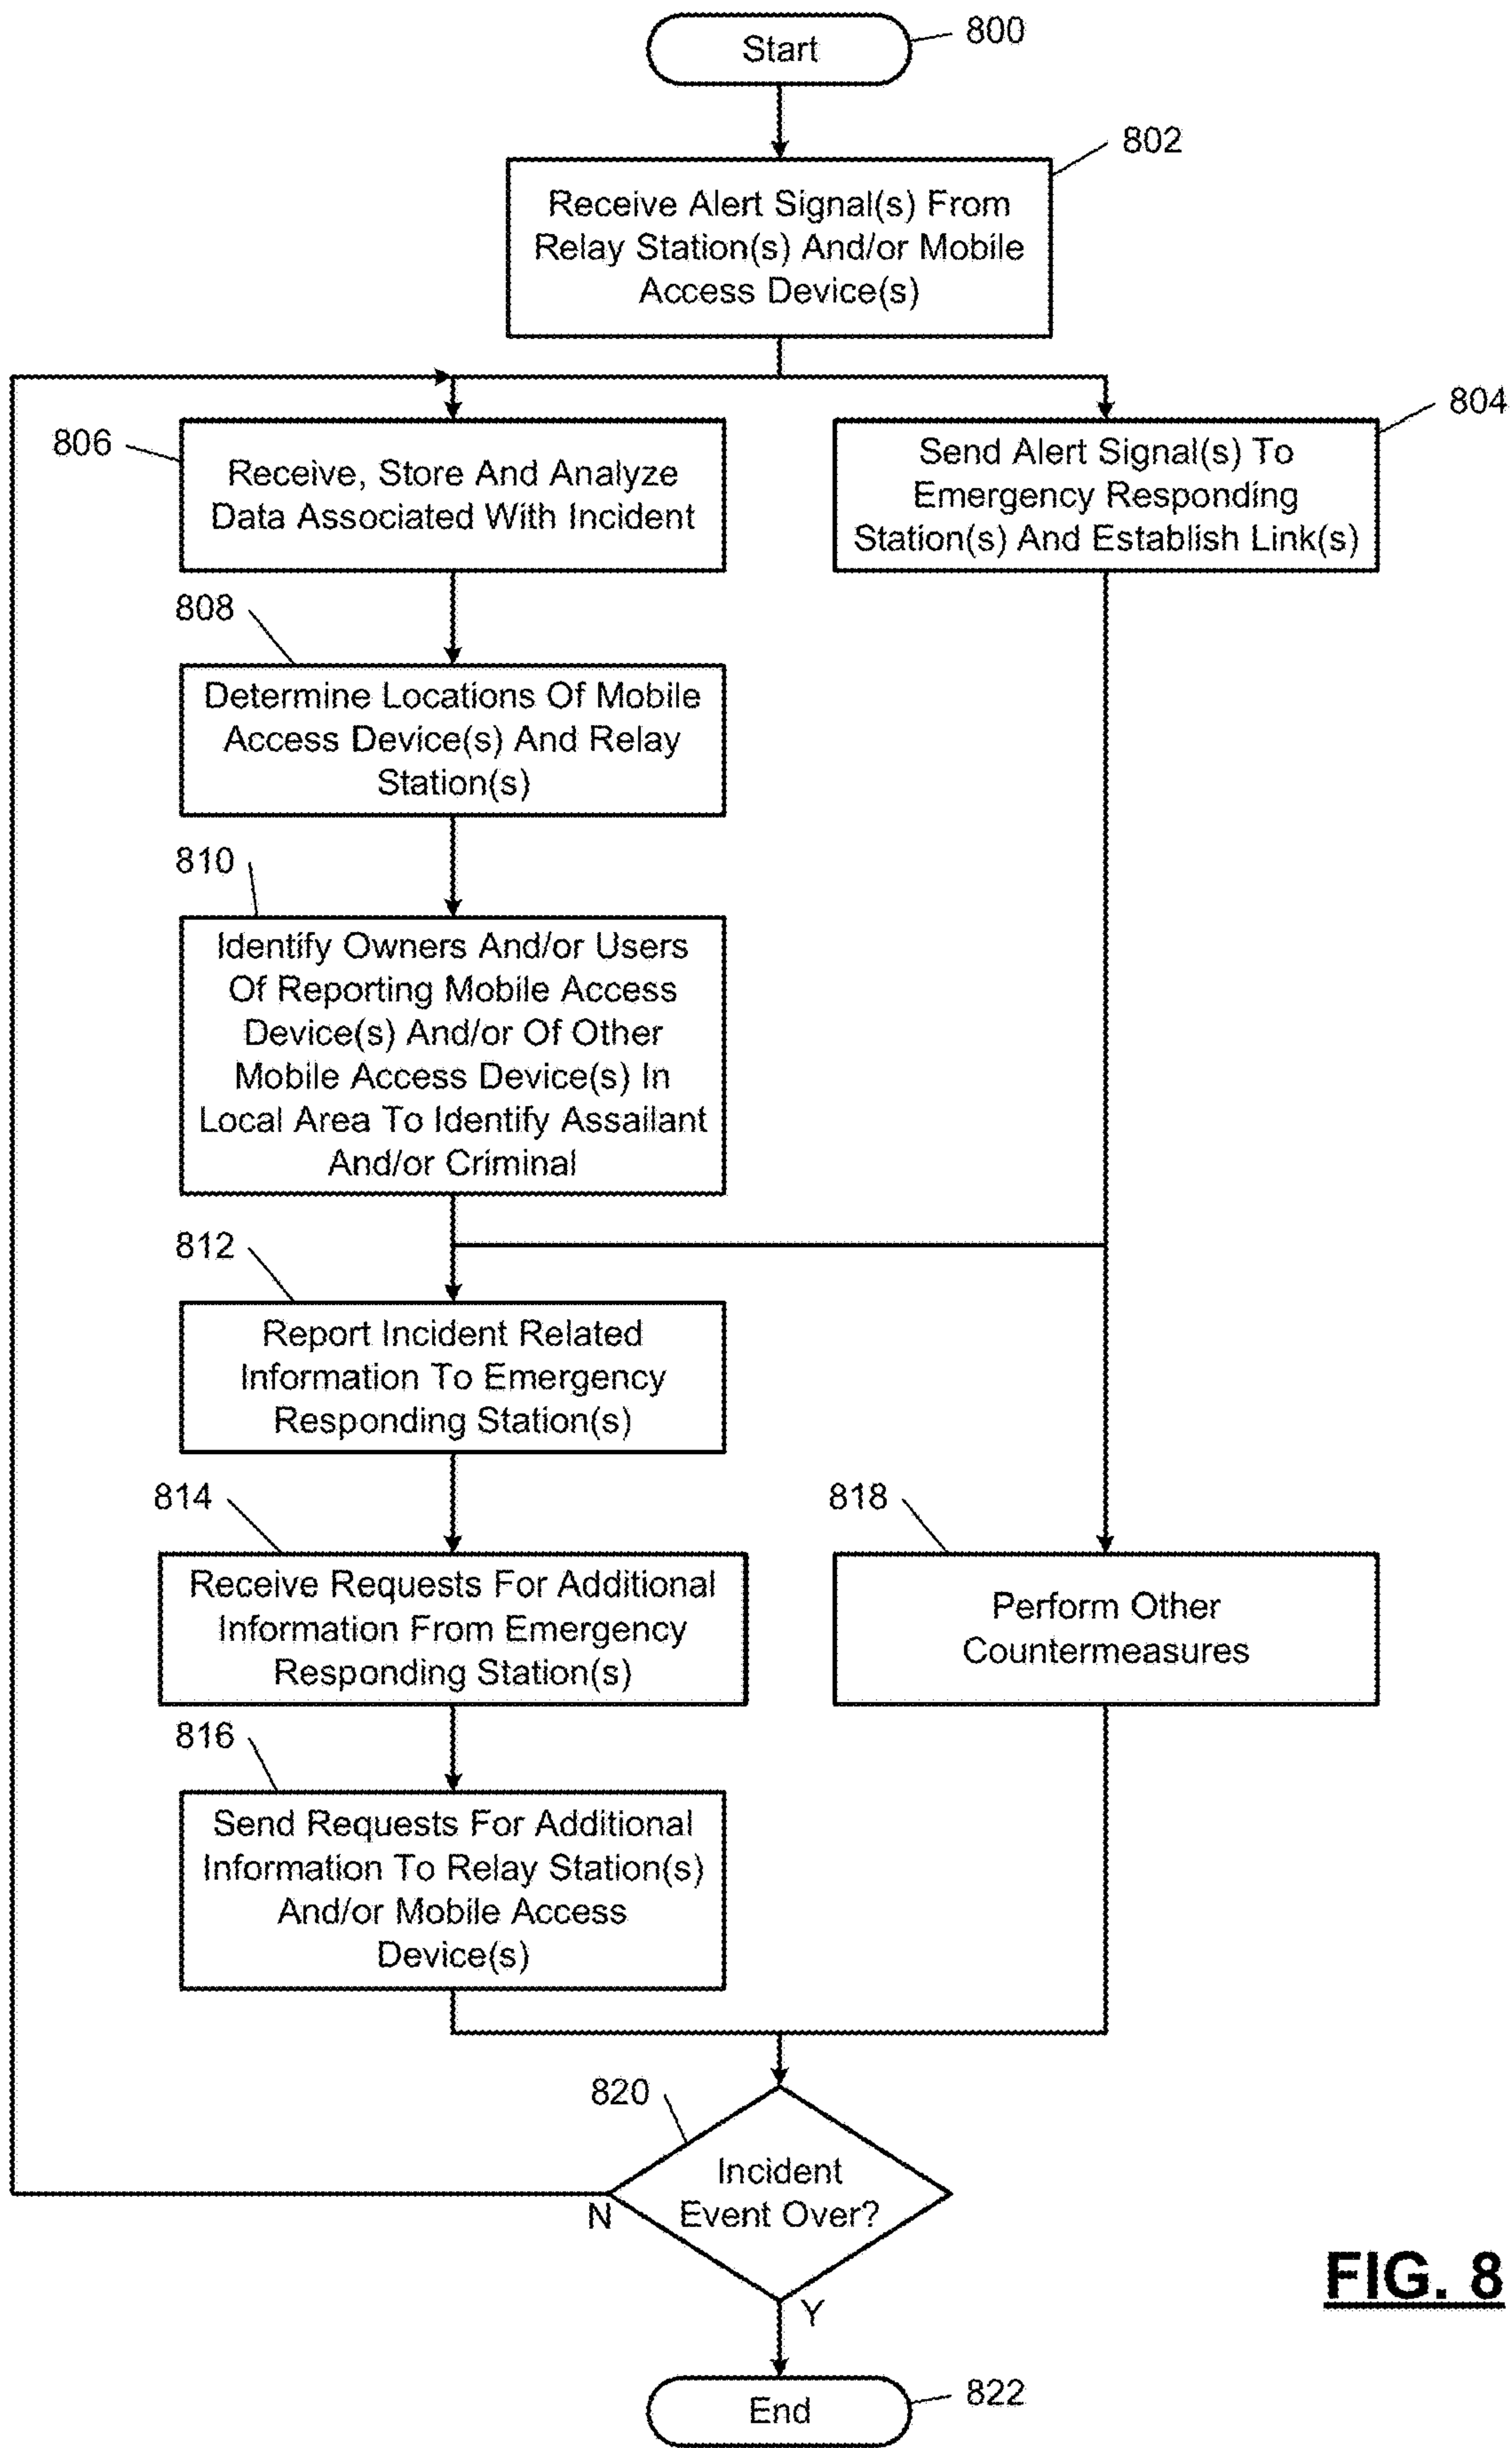 Start
800
802
Receive Alert Signal(s) From
Relay Station(s) And/or Mobile
Access Device(s)
804
806
Receive, Store And Analyze
Data Associated With Incident
Send Alert Signal(s) To
Emergency Responding
Station(s) And Establish Link(s)
808
Determine Locations Of Mobile
Access Device(s) And Relay
Station(s)
810
Identify Owners And/or Users
Of Reporting Mobile Access
Device(s) And/or Of Other
Mobile Access Device(s) In
Local Area To Identify Assailant
And/or Criminal
812
Report Incident Related
Information To Emergency
Responding Station(s)
814
Receive Requests For Additional
Information From Emergency
Responding Station(s)
818
Perform Other
Countermeasures
816
Send Requests For Additional
Information To Relay Station(s)
And/or Mobile Access
Device(s)
820
Incident
Event Over?
N
Y
End
822
FIG. 8